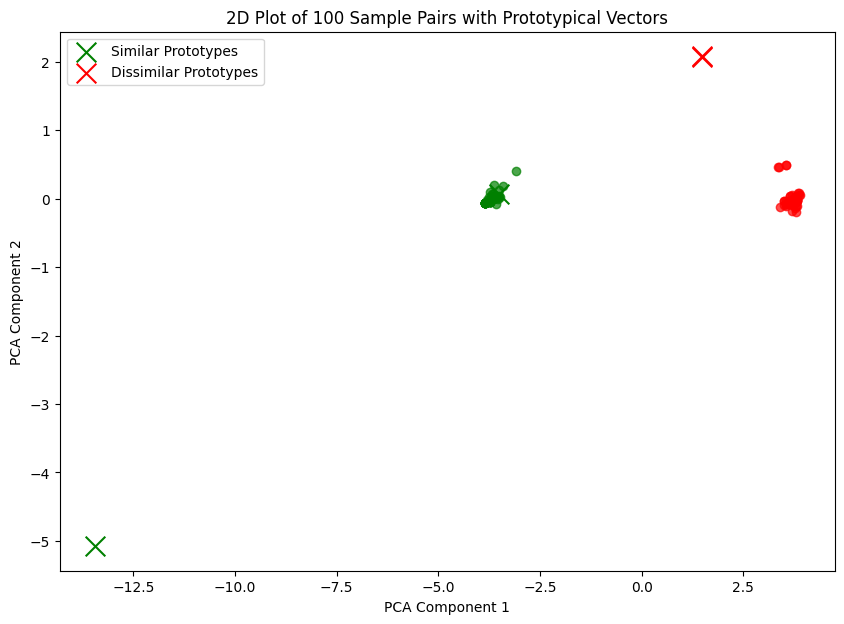 2D Plot of 100 Sample Pairs with Prototypical Vectors
Similar Prototypes
Dissimilar Prototypes
2
1
0
−1
−2
−3
−4
−5
PCA Component 2
−12.5 −10.0 −7.5 −5.0 −2.5 0.0 2.5
PCA Component 1